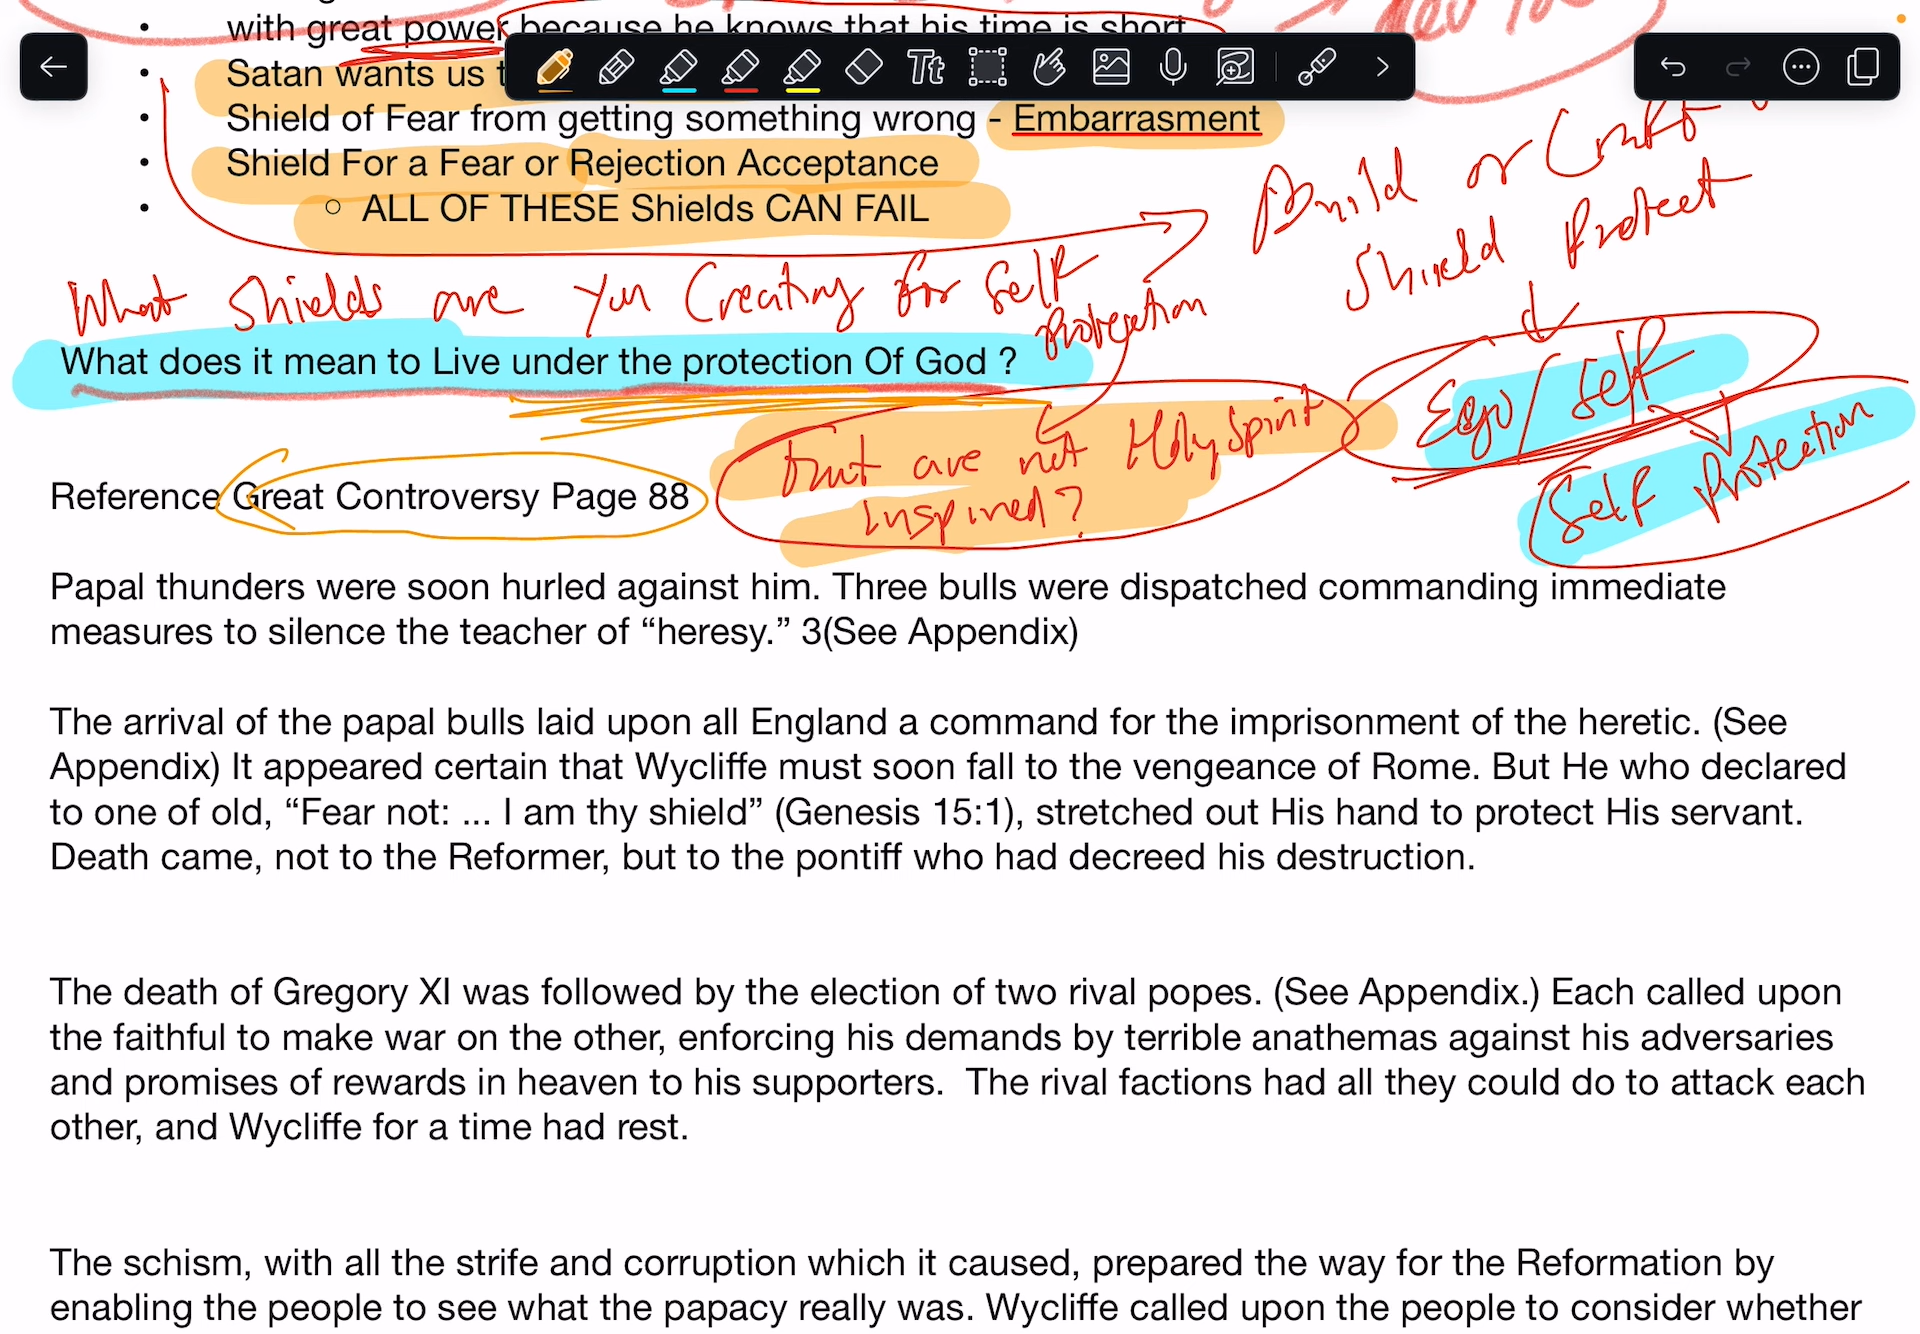 with great power because he knows that his time is short
Satan wants us t
Tt
Shield of Fear from getting something wrong - Embarrasment
Shield For a Fear or Rejection Acceptance
ALL OF THESE Shields CAN FAIL
Build or Craft
Shield Protect
What Shields are you Creating for Self
Protection
What does it mean to Live under the protection Of God ?
Ego/Self
Self Protection
that are not Holy Spirit
inspired?
Reference Great Controversy Page 88
Papal thunders were soon hurled against him. Three bulls were dispatched commanding immediate
measures to silence the teacher of “heresy.” 3(See Appendix)
The arrival of the papal bulls laid upon all England a command for the imprisonment of the heretic. (See
Appendix) It appeared certain that Wycliffe must soon fall to the vengeance of Rome. But He who declared
to one of old, “Fear not: ... I am thy shield” (Genesis 15:1), stretched out His hand to protect His servant.
Death came, not to the Reformer, but to the pontiff who had decreed his destruction.
The death of Gregory XI was followed by the election of two rival popes. (See Appendix.) Each called upon
the faithful to make war on the other, enforcing his demands by terrible anathemas against his adversaries
and promises of rewards in heaven to his supporters.  The rival factions had all they could do to attack each
other, and Wycliffe for a time had rest.
The schism, with all the strife and corruption which it caused, prepared the way for the Reformation by
enabling the people to see what the papacy really was. Wycliffe called upon the people to consider whether